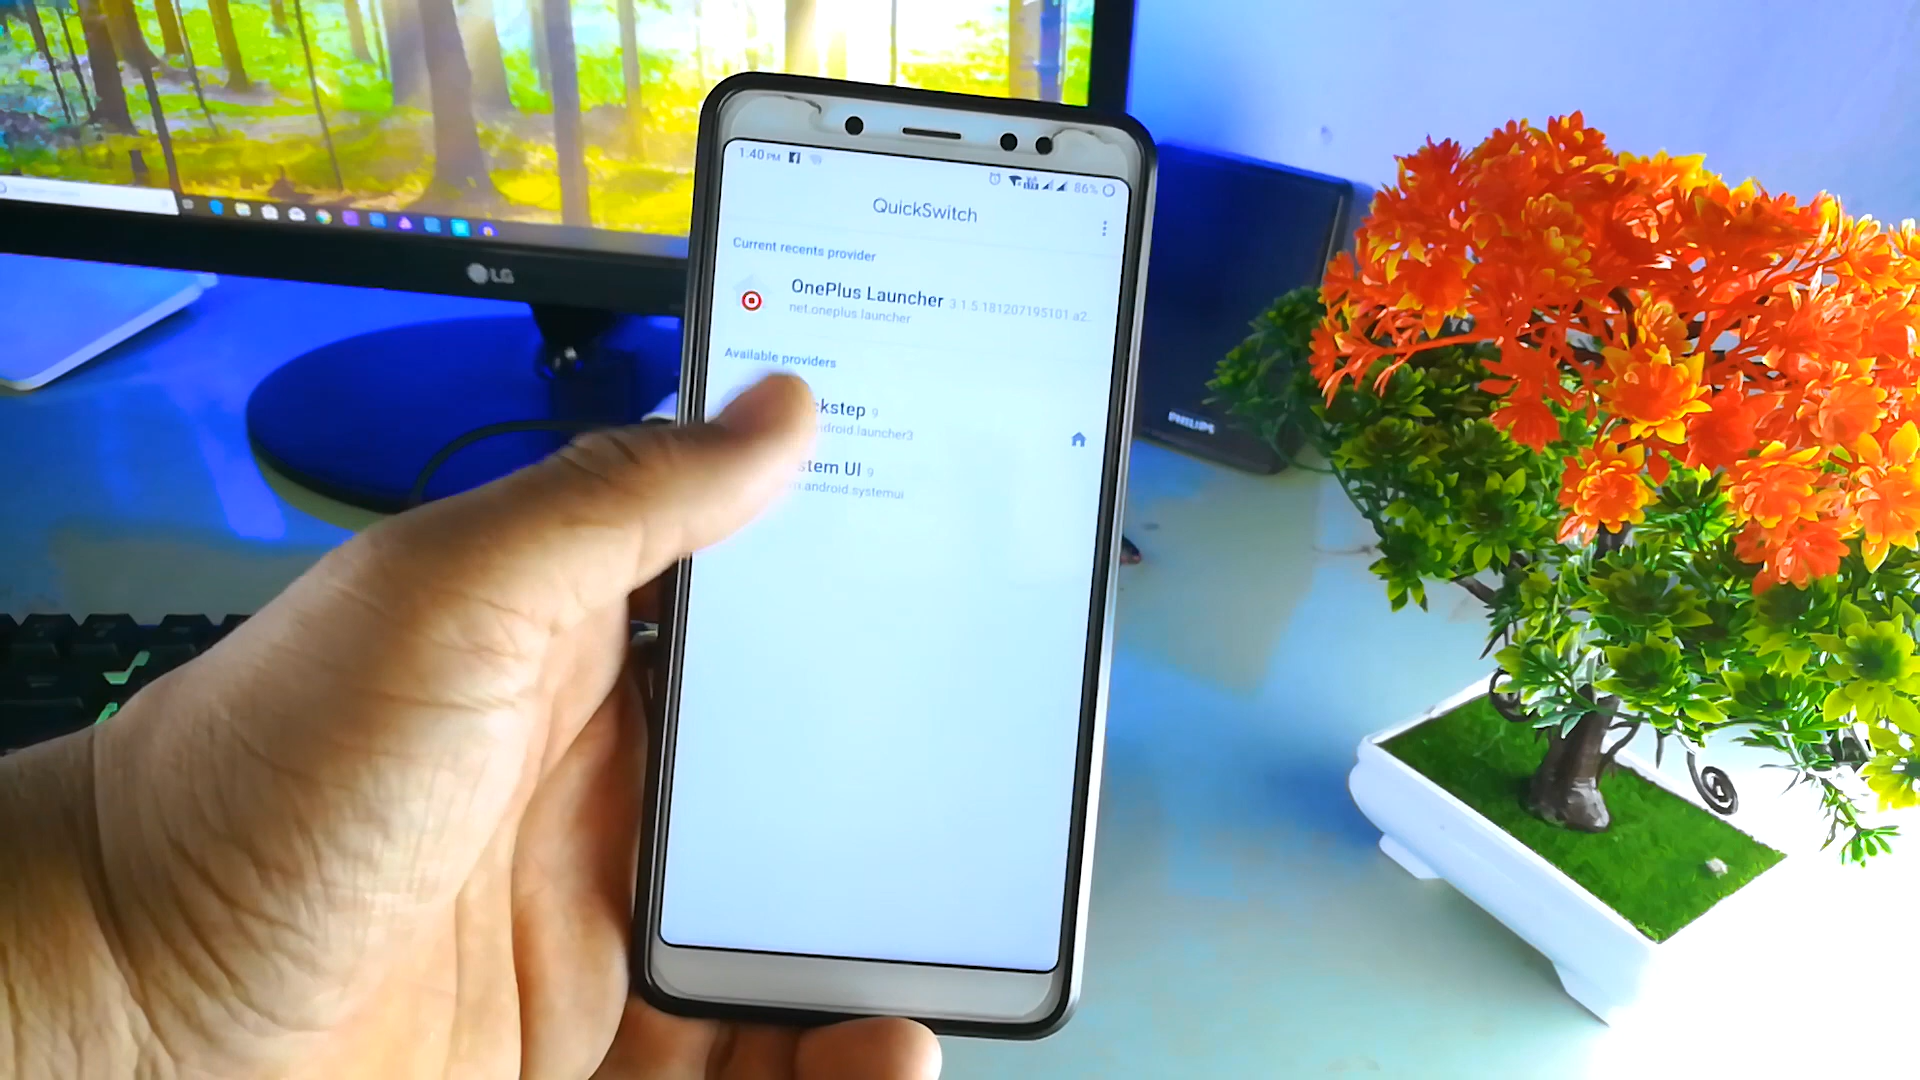 LG
1:40 PM
86%
QuickSwitch
Current recents provider
OnePlus Launcher 3.1.5.181207195101.a2..
net.oneplus.launcher
Available providers
ckstep 9
android.launcher3
stem UI 9
.android.systemui
PHILIPS